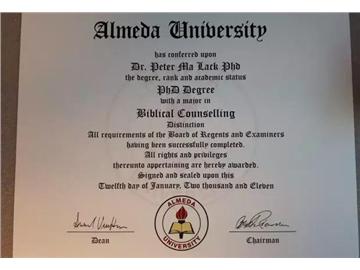 Almeda University
has conferred upon
Dr. Peter Ma Lack Phd
the degree, rank and academic status
PhD Degree
with a major in
Biblical Counselling
Distinction
All requirements of the Board of Regents and Examiners
having been successfully completed.
All rights and privileges
thereunto appertaining are hereby awarded.
Signed and sealed upon this
Twelfth day of January, Two thousand and Eleven
Dean
ALMEDA
UNIVERSITY
Chairman